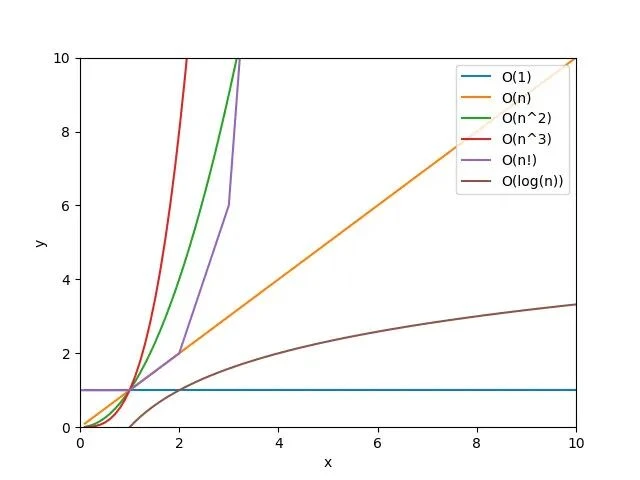 10
8
6
4
2
0
y
0 2 4 6 8 10
x
O(1)
O(n)
O(n^2)
O(n^3)
O(n!)
O(log(n))